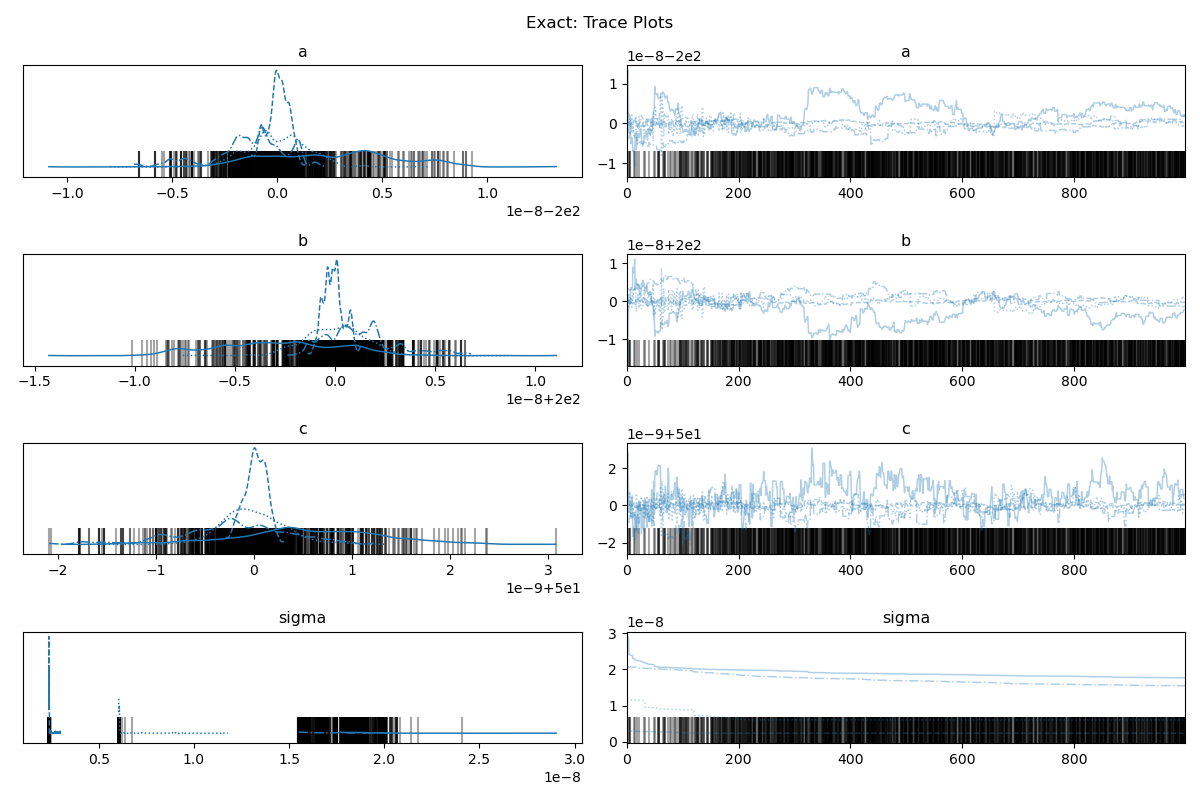 Exact: Trace Plots
a
−1.0 −0.5 0.0 0.5 1.0
1e−8−2e2
a
1e−8−2e2
1
0
−1
0 200 400 600 800
b
−1.5 −1.0 −0.5 0.0 0.5 1.0
1e−8+2e2
b
1e−8+2e2
1
0
−1
0 200 400 600 800
c
−2 −1 0 1 2 3
1e−9+5e1
c
1e−9+5e1
2
0
−2
0 200 400 600 800
sigma
0.5 1.0 1.5 2.0 2.5 3.0
1e−8
sigma
1e−8
3
2
1
0
0 200 400 600 800